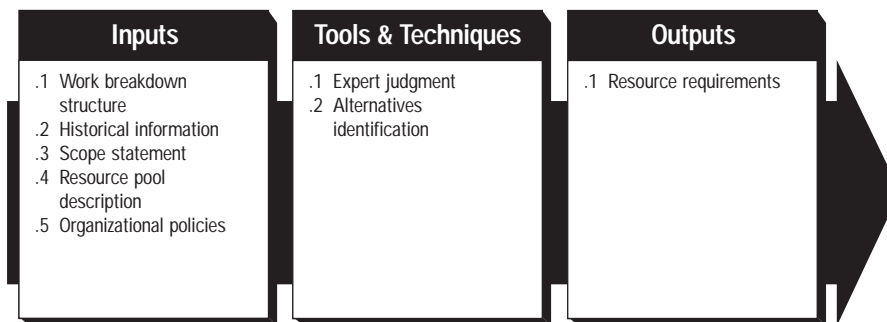 Inputs
.1 Work breakdown
structure
.2 Historical information
.3 Scope statement
.4 Resource pool
description
.5 Organizational policies
Tools & Techniques
.1 Expert judgment
.2 Alternatives
identification
Outputs
.1 Resource requirements